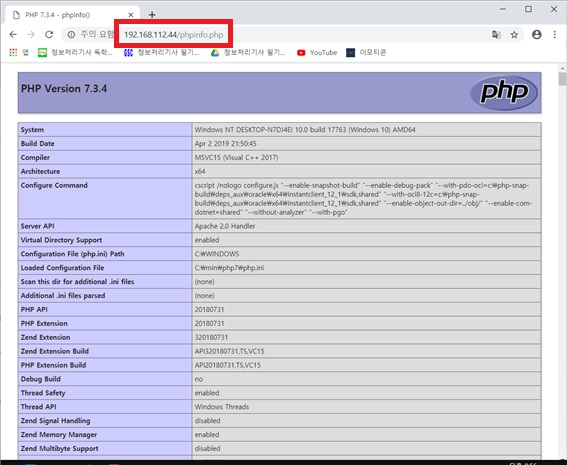 PHP 7.3.4 - phpinfo()
주의 요함
192.168.112.44/phpinfo.php
앱 정보처리기사 독학... 정보처리기사 필기... 정보처리기사 필기... YouTube 이모티콘
PHP Version 7.3.4
php
System Windows NT DESKTOP-N7DJ4EI 10.0 build 17763 (Windows 10) AMD64
Build Date Apr 2 2019 21:50:45
Compiler MSVC15 (Visual C++ 2017)
Architecture x64
Configure Command cscript /nologo configure.js "--enable-snapshot-build" "--enable-debug-pack" "--with-pdo-oci=c:₩php-snap-
build₩deps_aux₩oracle₩x64₩instantclient_12_1₩sdk,shared" "--with-oci8-12c=c:₩php-snap-
build₩deps_aux₩oracle₩x64₩instantclient_12_1₩sdk,shared" "--enable-object-out-dir=../obj/" "--enable-com-
dotnet=shared" "--without-analyzer" "--with-pgo"
Server API Apache 2.0 Handler
Virtual Directory Support enabled
Configuration File (php.ini) Path C:₩WINDOWS
Loaded Configuration File C:₩min₩php7₩php.ini
Scan this dir for additional .ini files (none)
Additional .ini files parsed (none)
PHP API 20180731
PHP Extension 20180731
Zend Extension 320180731
Zend Extension Build API320180731,TS,VC15
PHP Extension Build API20180731,TS,VC15
Debug Build no
Thread Safety enabled
Thread API Windows Threads
Zend Signal Handling disabled
Zend Memory Manager enabled
Zend Multibyte Support disabled